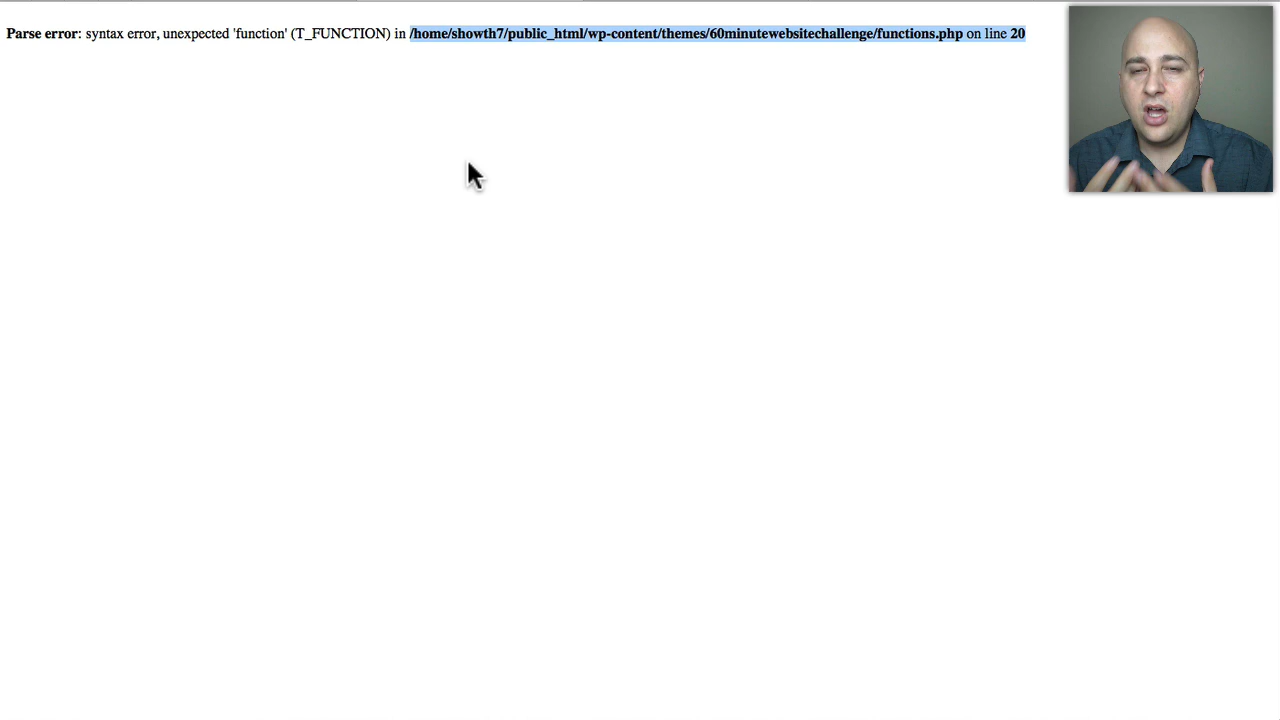 Parse error: syntax error, unexpected 'function' (T_FUNCTION) in /home/showth7/public_html/wp-content/themes/60minutewebsitechallenge/functions.php on line 20